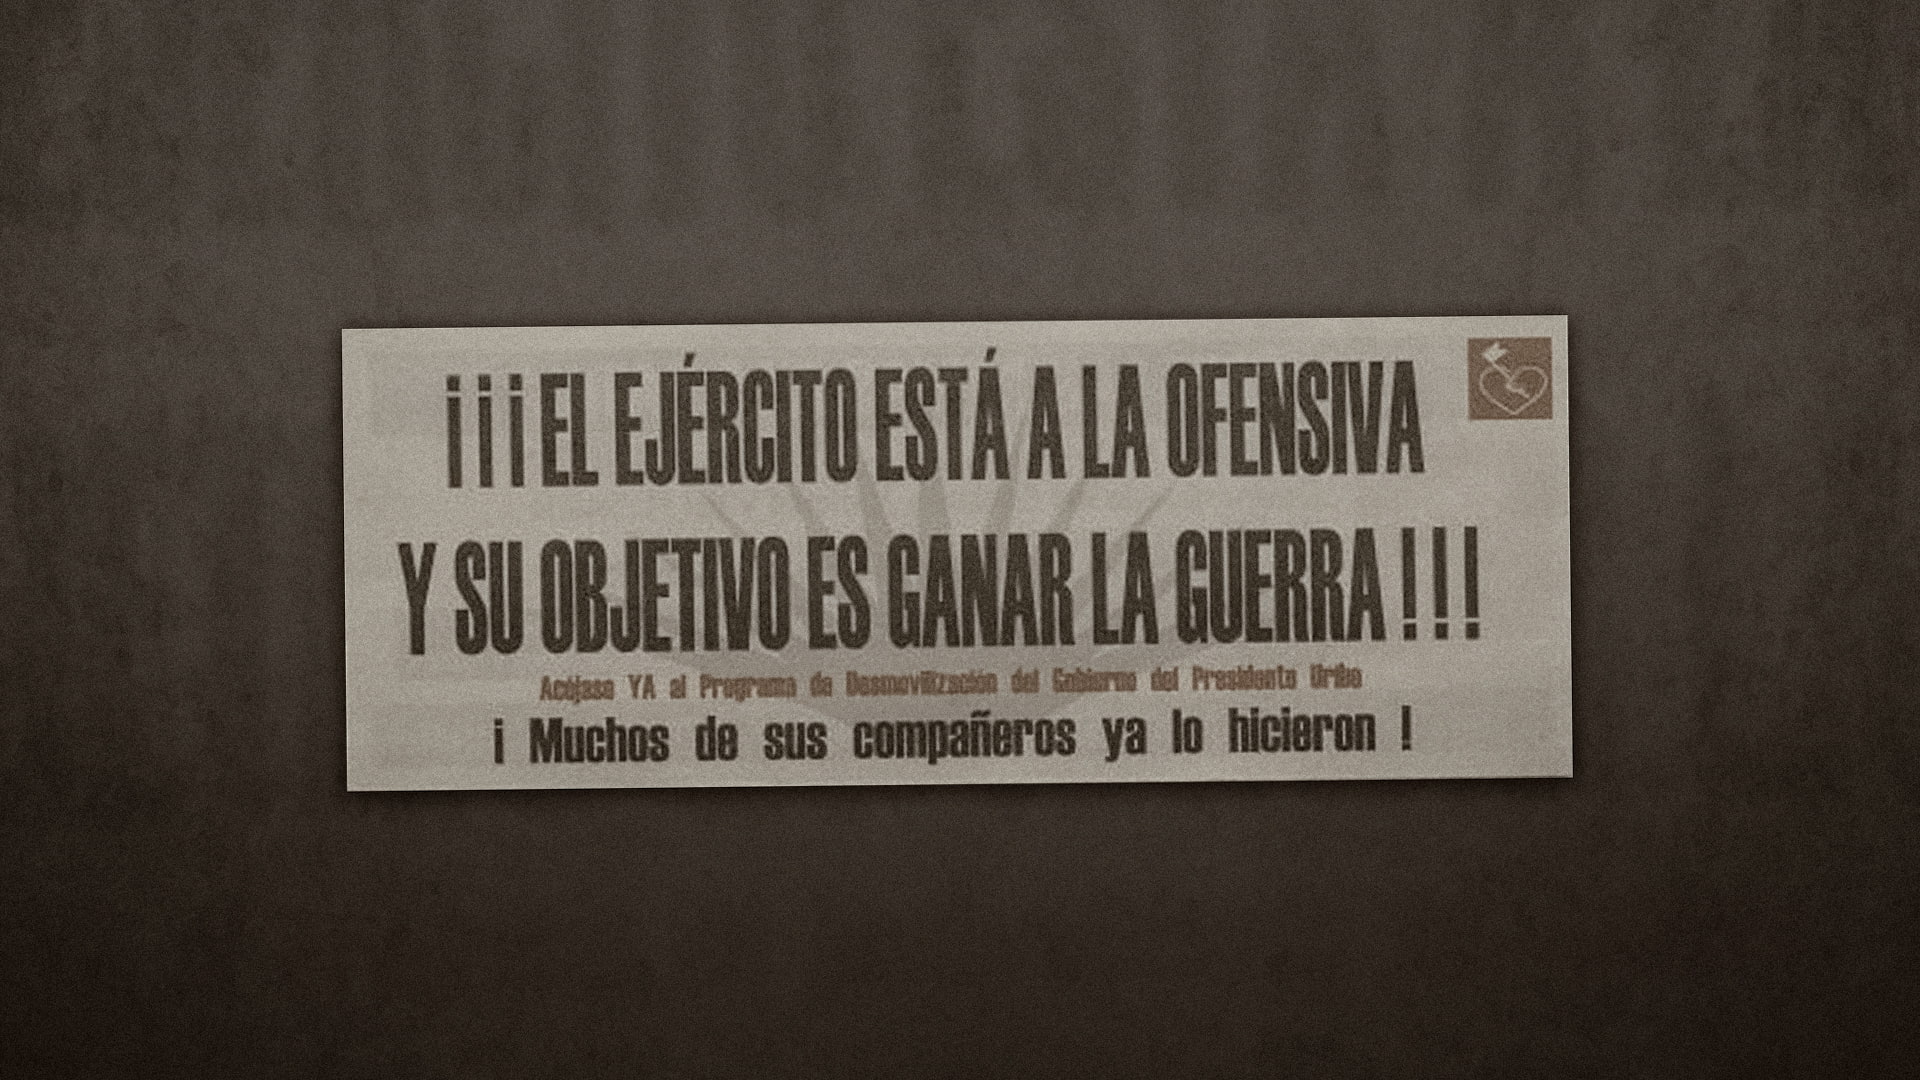 ¡¡¡EL EJÉRCITO ESTÁ A LA OFENSIVA
Y SU OBJETIVO ES GANAR LA GUERRA!!!
Acójase YA al Programa de Desmovilización del Gobierno del Presidente Uribe
¡ Muchos de sus compañeros ya lo hicieron !